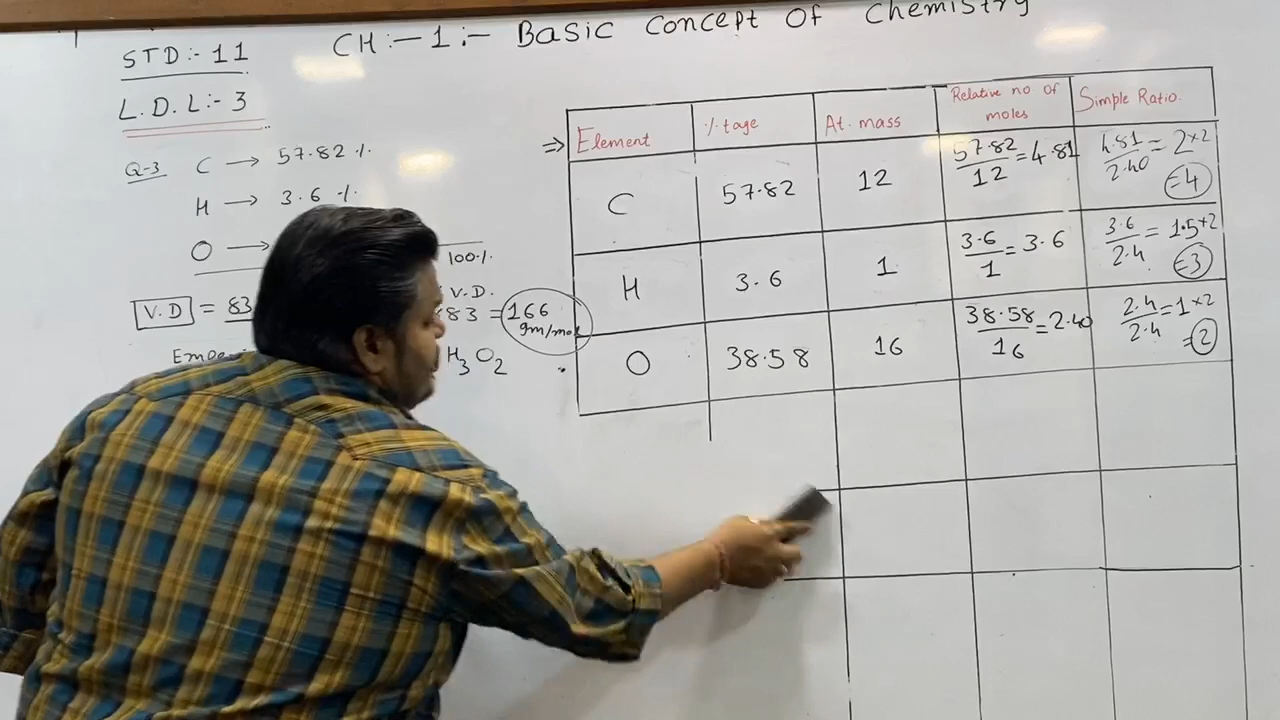 CH:-1:- Basic Concept Of Chemistry
STD:- 11
L.D.L:- 3
Q-3 C → 57.82 %
H → 3.6 %
O →
100%
V.D = 83
V.D.
83 = 166
gm/mol
H3O2
⇒ Element %tage At. mass Relative no of moles Simple Ratio.
C 57.82 12 57.82/12 = 4.81 4.81/2.40 = 2×2 =4
H 3.6 1 3.6/1 = 3.6 3.6/2.4 = 1.5×2 =3
O 38.58 16 38.58/16 = 2.40 2.4/2.4 = 1×2 =2